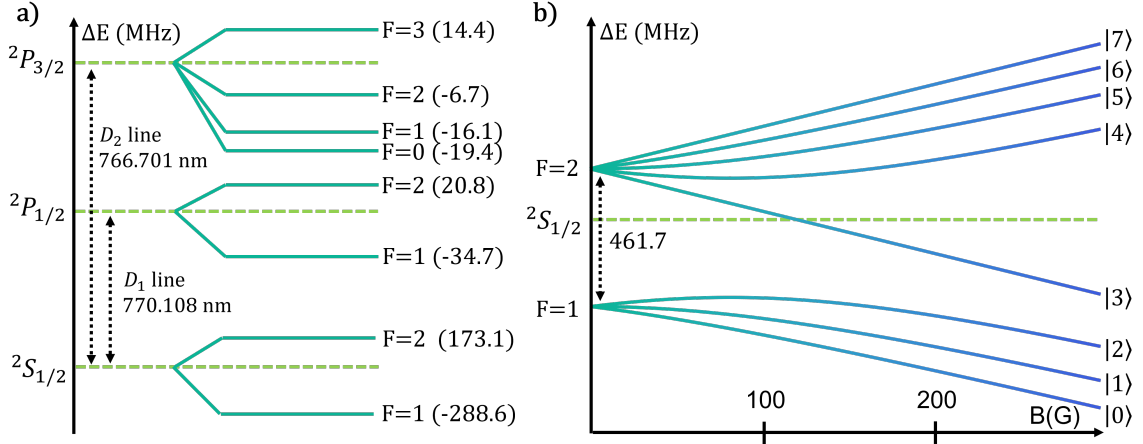 a)
ΔE (MHz)
²P₃/₂
F=3 (14.4)
F=2 (-6.7)
F=1 (-16.1)
F=0 (-19.4)
D₂ line
766.701 nm
²P₁/₂
F=2 (20.8)
F=1 (-34.7)
D₁ line
770.108 nm
²S₁/₂
F=2 (173.1)
F=1 (-288.6)
b)
ΔE (MHz)
|7⟩
|6⟩
|5⟩
|4⟩
F=2
²S₁/₂
461.7
F=1
|3⟩
|2⟩
|1⟩
|0⟩
100
200
B(G)